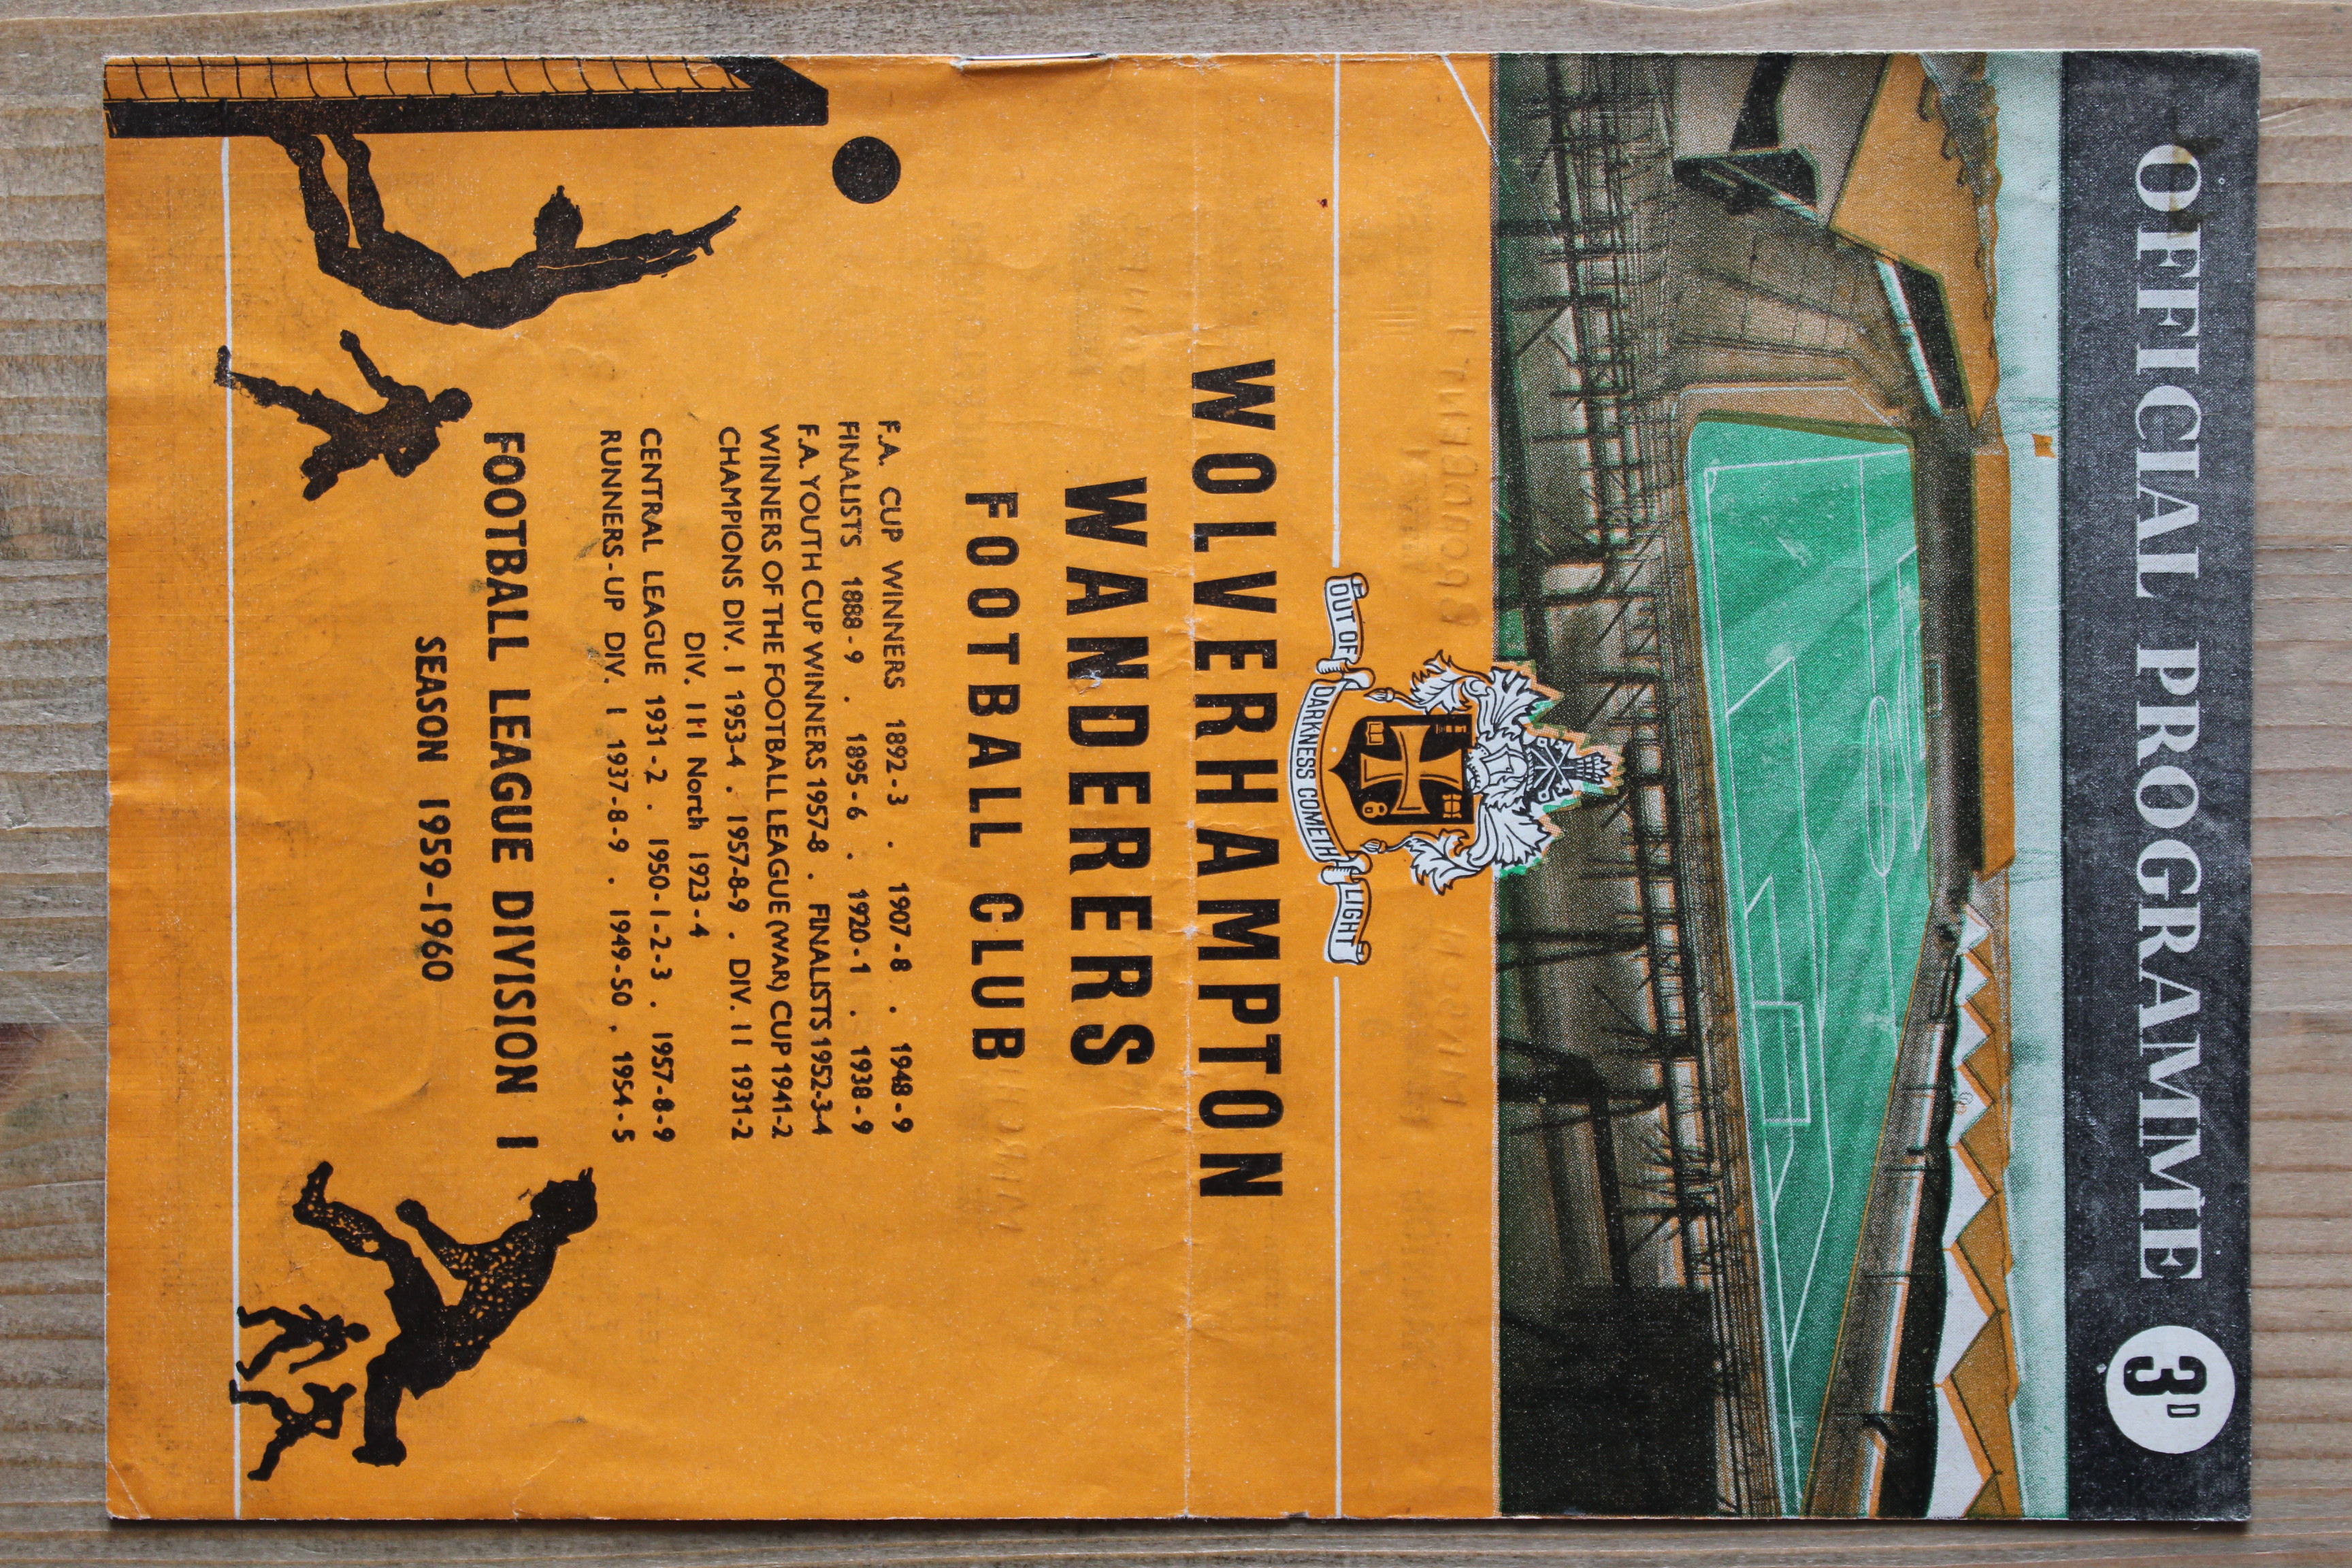 OFFICIAL PROGRAMME 3D
OUT OF DARKNESS COMETH LIGHT
WOLVERHAMPTON
WANDERERS
FOOTBALL CLUB
F.A. CUP WINNERS 1892-3 . 1907-8 . 1948-9
FINALISTS 1888-9 . 1895-6 . 1920-1 . 1938-9
F.A. YOUTH CUP WINNERS 1957-8 . FINALISTS 1952-3-4
WINNERS OF THE FOOTBALL LEAGUE (WAR) CUP 1941-2
CHAMPIONS DIV. I 1953-4 . 1957-8-9 . DIV. II 1931-2
DIV. III North 1923-4
CENTRAL LEAGUE 1931-2 . 1950-1-2-3 . 1957-8-9
RUNNERS-UP DIV. I 1937-8-9 . 1949-50 . 1954-5
FOOTBALL LEAGUE DIVISION I
SEASON 1959-1960